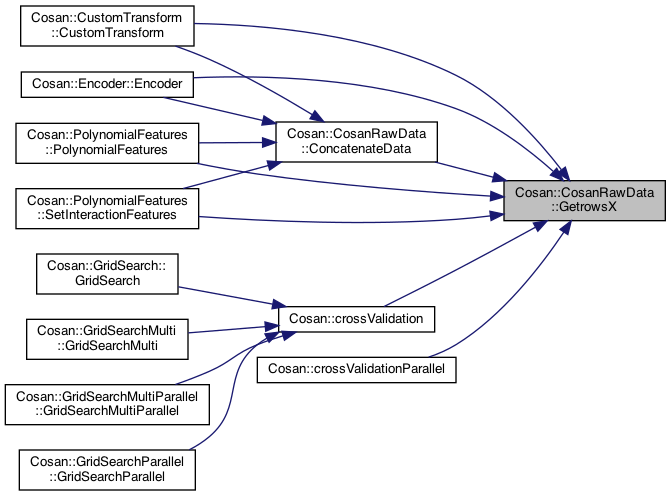 Cosan::CustomTransform
::CustomTransform
Cosan::Encoder::Encoder
Cosan::PolynomialFeatures
::PolynomialFeatures
Cosan::PolynomialFeatures
::SetInteractionFeatures
Cosan::CosanRawData
::ConcatenateData
Cosan::CosanRawData
::GetrowsX
Cosan::GridSearch::
GridSearch
Cosan::GridSearchMulti
::GridSearchMulti
Cosan::GridSearchMultiParallel
::GridSearchMultiParallel
Cosan::GridSearchParallel
::GridSearchParallel
Cosan::crossValidation
Cosan::crossValidationParallel